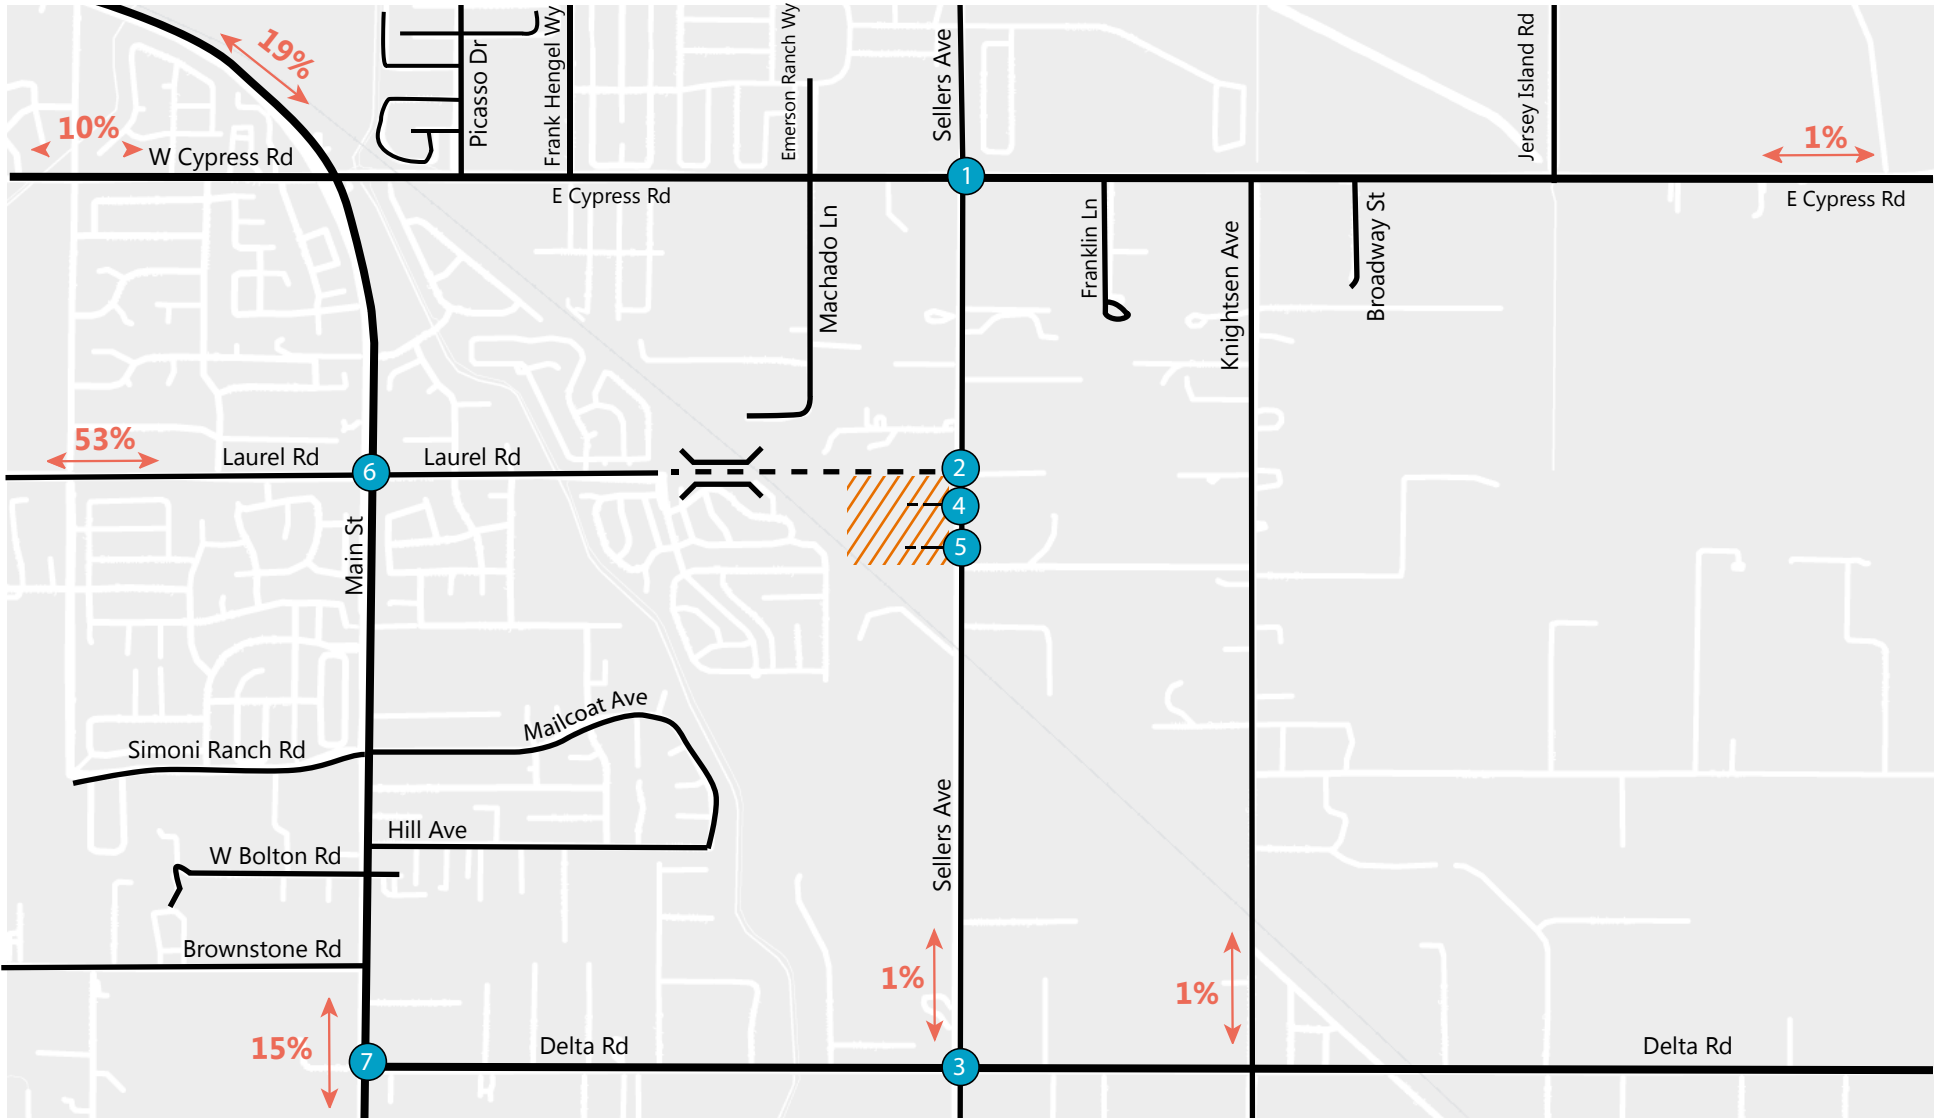 19%
10%
W Cypress Rd
Picasso Dr
Frank Hengel Wy
Emerson Ranch Wy
Sellers Ave
Jersey Island Rd
1%
1
E Cypress Rd
E Cypress Rd
Machado Ln
Franklin Ln
Knightsen Ave
Broadway St
53%
Laurel Rd
Laurel Rd
6
2
4
5
Main St
Mailcoat Ave
Simoni Ranch Rd
Hill Ave
W Bolton Rd
Sellers Ave
Brownstone Rd
1%
1%
15%
7
Delta Rd
3
Delta Rd